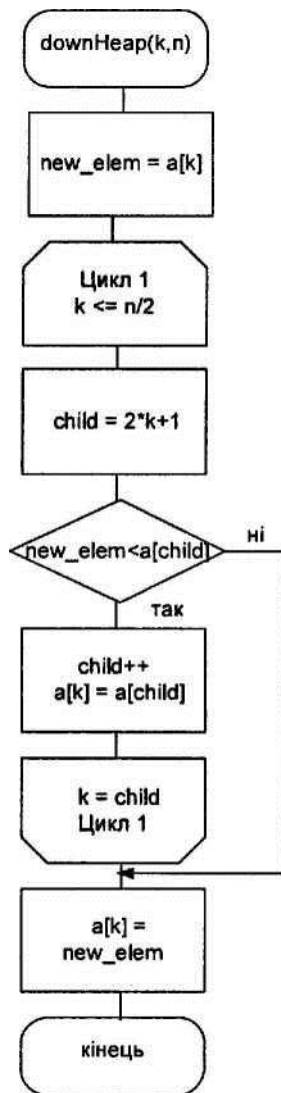 downHeap(k,n)
new_elem = a[k]
Цикл 1
k <= n/2
child = 2*k+1
new_elem<a[child]
ні
так
child++
a[k] = a[child]
k = child
Цикл 1
a[k] =
new_elem
кінець